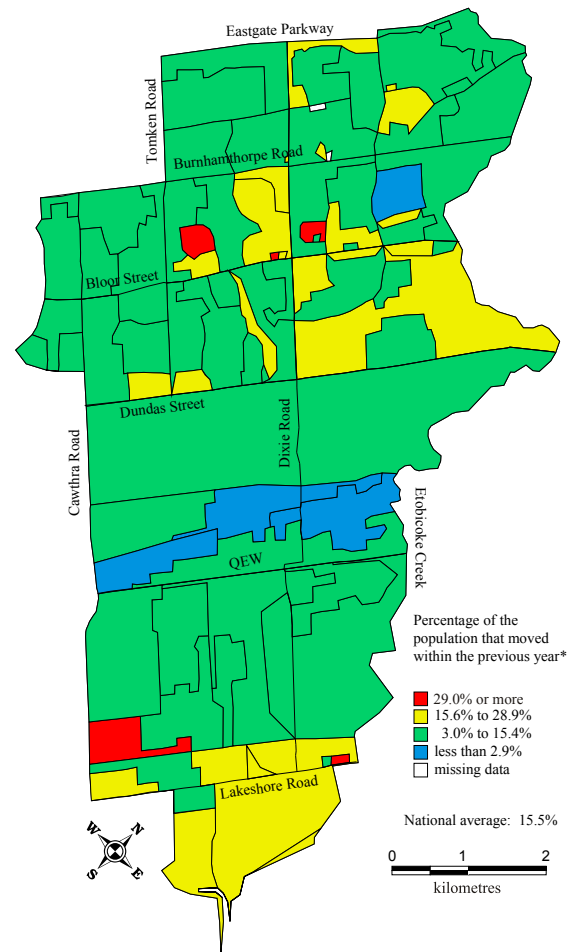 Eastgate Parkway
Tomken Road
Burnhamthorpe Road
Bloor Street
Dundas Street
Cawthra Road
Dixie Road
Etobicoke Creek
QEW
Lakeshore Road
Percentage of the
population that moved
within the previous year*
29.0% or more
15.6% to 28.9%
3.0% to 15.4%
less than 2.9%
missing data
National average: 15.5%
W N
S E
0 1 2
kilometres